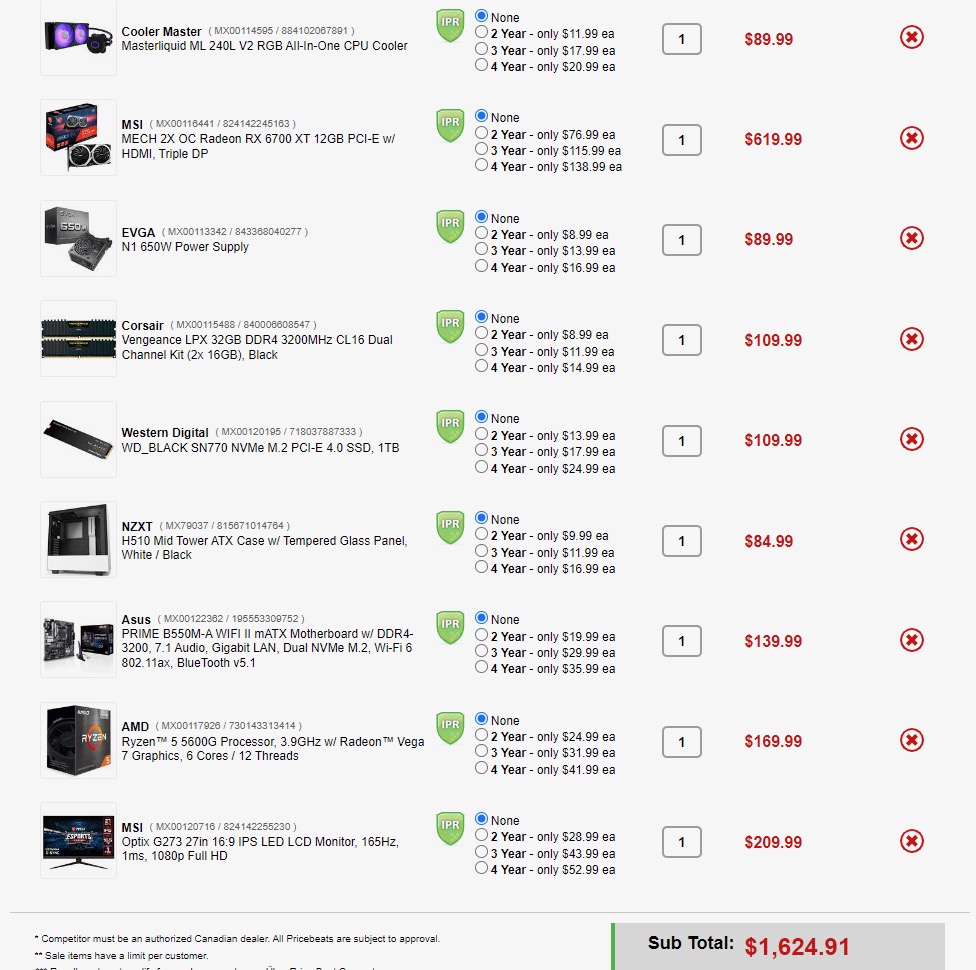 IPR
None
Cooler Master ( MX00114595 / 884102067891 )
2 Year - only $11.99 ea
Masterliquid ML 240L V2 RGB All-In-One CPU Cooler
1
$89.99
3 Year - only $17.99 ea
4 Year - only $20.99 ea
IPR
None
MSI ( MX00116441 / 824142245163 )
2 Year - only $76.99 ea
MECH 2X OC Radeon RX 6700 XT 12GB PCI-E w/
1
$619.99
HDMI, Triple DP
3 Year - only $115.99 ea
4 Year - only $138.99 ea
650W
IPR
None
EVGA ( MX00113342 / 843368040277 )
2 Year - only $8.99 ea
N1 650W Power Supply
1
$89.99
3 Year - only $13.99 ea
4 Year - only $16.99 ea
IPR
None
Corsair ( MX00115488 / 840006608547 )
2 Year - only $8.99 ea
Vengeance LPX 32GB DDR4 3200MHz CL16 Dual
1
$109.99
Channel Kit (2x 16GB), Black
3 Year - only $11.99 ea
4 Year - only $14.99 ea
IPR
None
Western Digital ( MX00120195 / 718037887333 )
2 Year - only $13.99 ea
WD_BLACK SN770 NVMe M.2 PCI-E 4.0 SSD, 1TB
1
$109.99
3 Year - only $17.99 ea
4 Year - only $24.99 ea
IPR
None
NZXT ( MX79037 / 815671014764 )
2 Year - only $9.99 ea
H510 Mid Tower ATX Case w/ Tempered Glass Panel,
1
$84.99
White / Black
3 Year - only $11.99 ea
4 Year - only $16.99 ea
IPR
None
Asus ( MX00122362 / 195553309752 )
2 Year - only $19.99 ea
PRIME B550M-A WIFI II mATX Motherboard w/ DDR4-
3200, 7.1 Audio, Gigabit LAN, Dual NVMe M.2, Wi-Fi 6
1
$139.99
802.11ax, BlueTooth v5.1
3 Year - only $29.99 ea
4 Year - only $35.99 ea
AMD
RYZEN
5
IPR
None
AMD ( MX00117926 / 730143313414 )
2 Year - only $24.99 ea
Ryzen™ 5 5600G Processor, 3.9GHz w/ Radeon™ Vega
1
$169.99
7 Graphics, 6 Cores / 12 Threads
3 Year - only $31.99 ea
4 Year - only $41.99 ea
ESPORTS
IPR
None
MSI ( MX00120716 / 824142255230 )
2 Year - only $28.99 ea
Optix G273 27in 16:9 IPS LED LCD Monitor, 165Hz,
1
$209.99
1ms, 1080p Full HD
3 Year - only $43.99 ea
4 Year - only $52.99 ea
* Competitor must be an authorized Canadian dealer. All Pricebeats are subject to approval.
Sub Total: $1,624.91
** Sale items have a limit per customer.